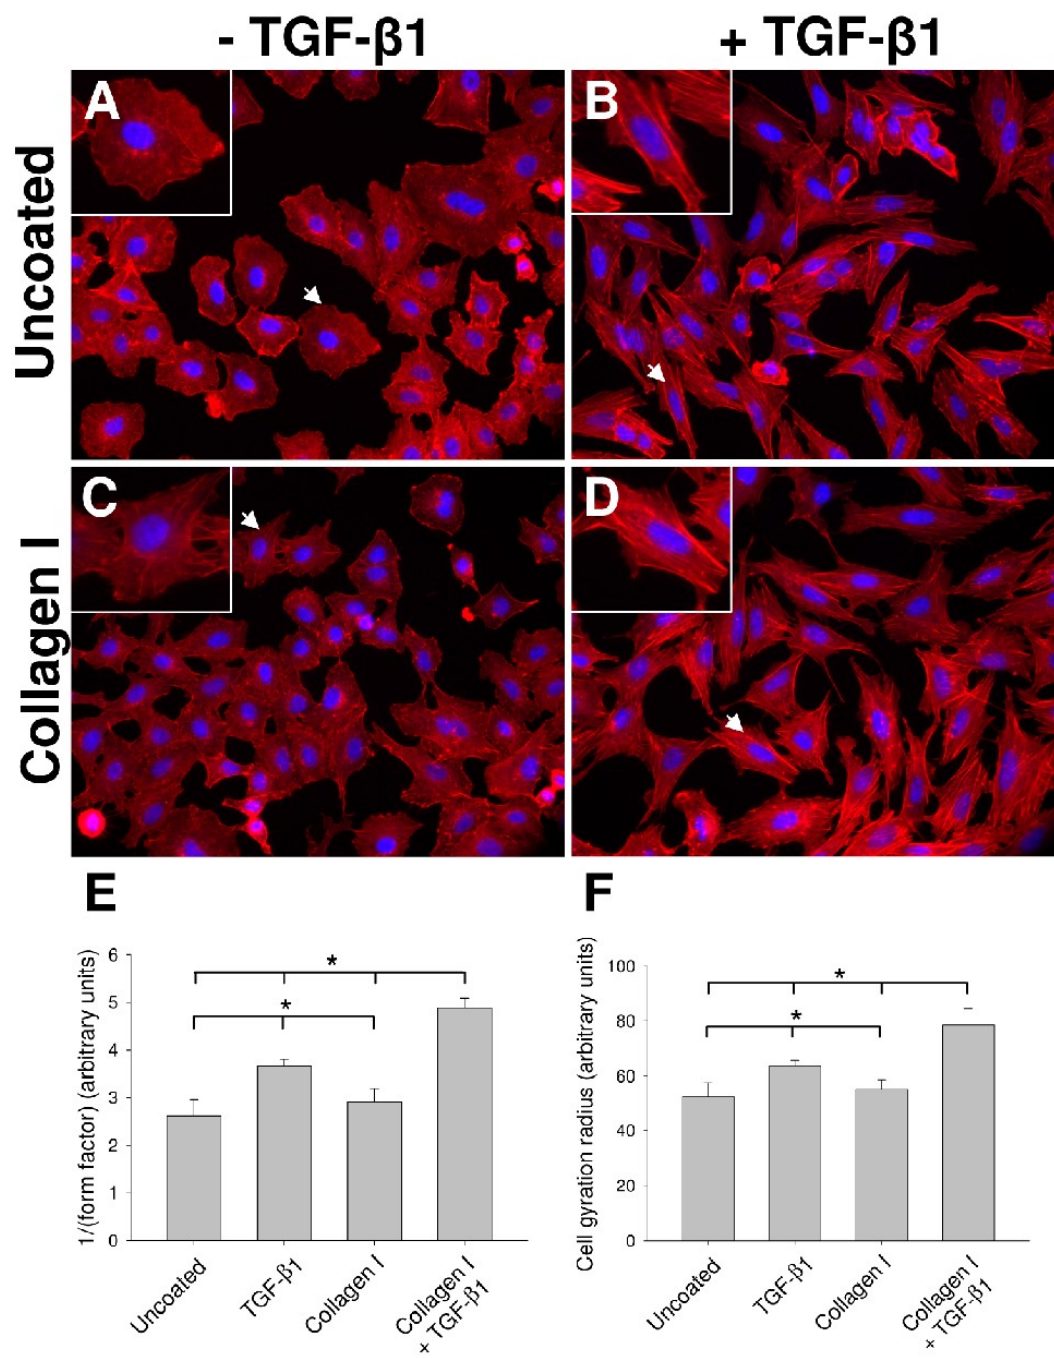 - TGF-β1
+ TGF-β1
Uncoated
A
B
Collagen I
C
D
E
F
1/(form factor) (arbitrary units)
6
5
4
3
2
1
0
*
*
Uncoated
TGF-β1
Collagen I
Collagen I
+ TGF-β1
Cell gyration radius (arbitrary units)
100
80
60
40
20
0
*
*
Uncoated
TGF-β1
Collagen I
Collagen I
+ TGF-β1